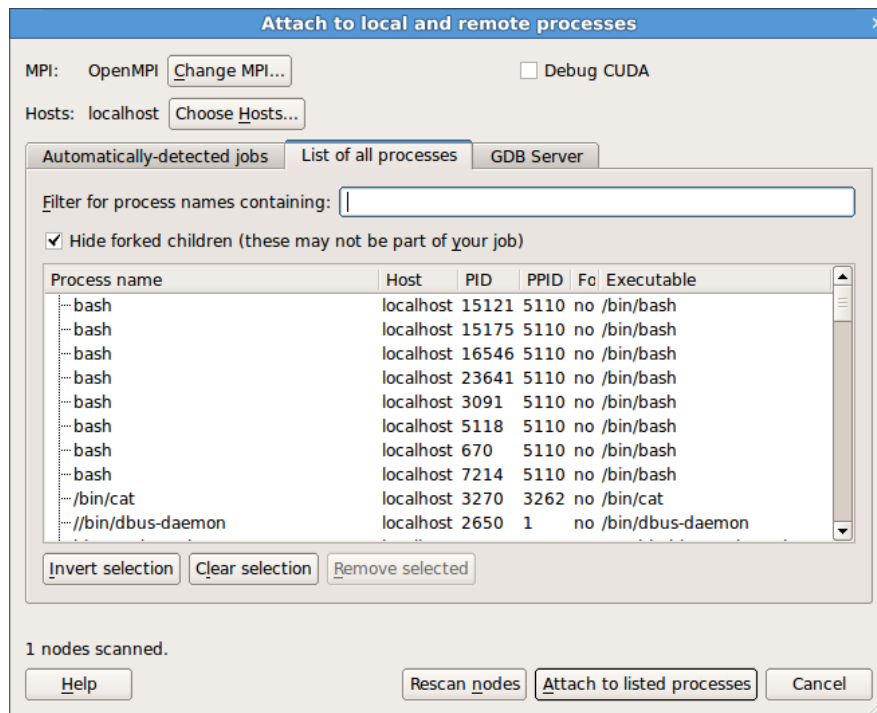 Attach to local and remote processes
MPI: OpenMPI Change MPI... Debug CUDA
Hosts: localhost Choose Hosts...
Automatically-detected jobs List of all processes GDB Server
Filter for process names containing:
Hide forked children (these may not be part of your job)
Process name Host PID PPID Fo Executable
bash localhost 15121 5110 no /bin/bash
bash localhost 15175 5110 no /bin/bash
bash localhost 16546 5110 no /bin/bash
bash localhost 23641 5110 no /bin/bash
bash localhost 3091 5110 no /bin/bash
bash localhost 5118 5110 no /bin/bash
bash localhost 670 5110 no /bin/bash
bash localhost 7214 5110 no /bin/bash
/bin/cat localhost 3270 3262 no /bin/cat
//bin/dbus-daemon localhost 2650 1 no /bin/dbus-daemon
Invert selection Clear selection Remove selected
1 nodes scanned.
Help Rescan nodes Attach to listed processes Cancel